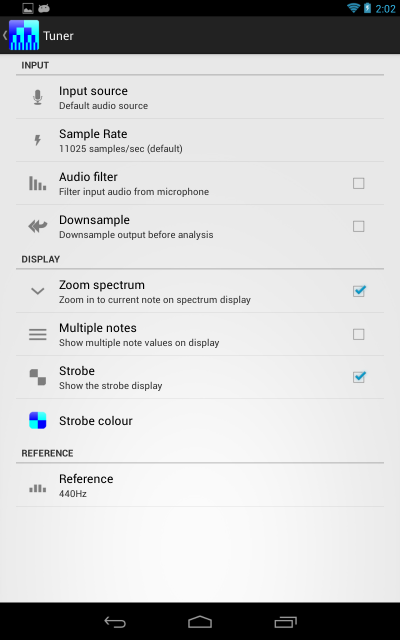 2:02
Tuner
INPUT
Input source
Default audio source
Sample Rate
11025 samples/sec (default)
Audio filter
Filter input audio from microphone
Downsample
Downsample output before analysis
DISPLAY
Zoom spectrum
Zoom in to current note on spectrum display
Multiple notes
Show multiple note values on display
Strobe
Show the strobe display
Strobe colour
REFERENCE
Reference
440Hz